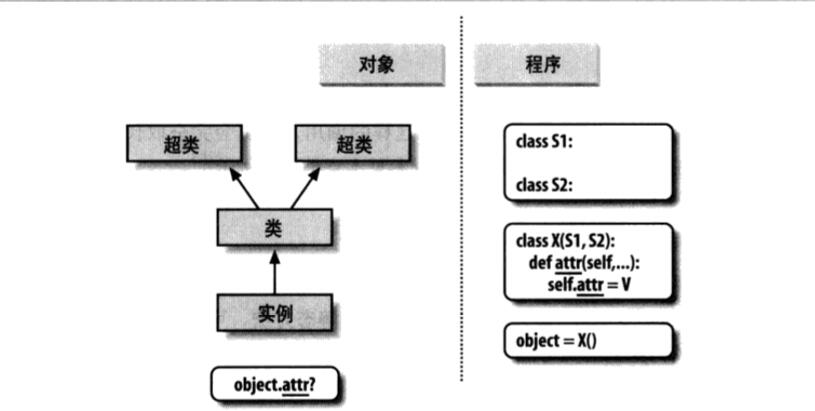 对象
程序
超类
超类
类
实例
object.attr?
class S1:
class S2:
class X(S1, S2):
def attr(self,...):
self.attr = V
object = X()